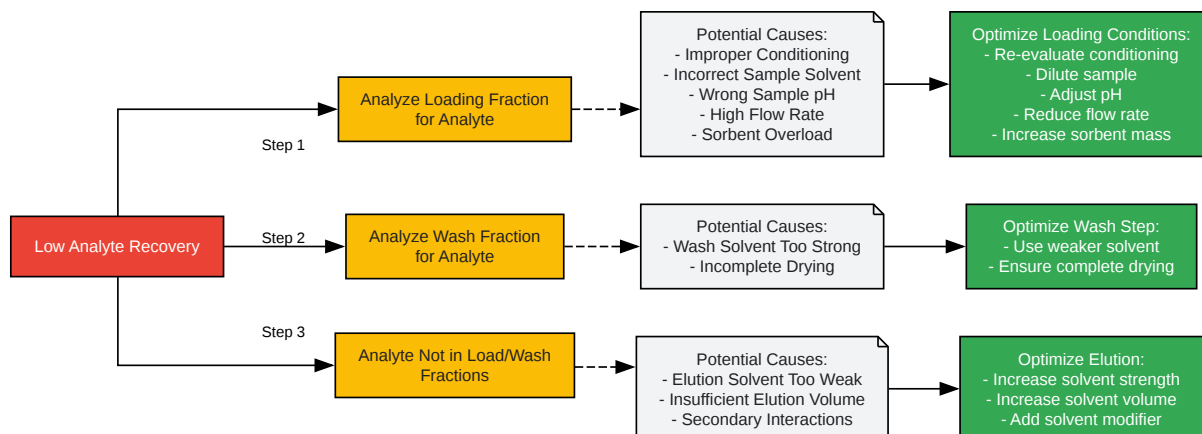 Low Analyte Recovery
Step 1
Analyze Loading Fraction
for Analyte
Potential Causes:
- Improper Conditioning
- Incorrect Sample Solvent
- Wrong Sample pH
- High Flow Rate
- Sorbent Overload
Optimize Loading Conditions:
- Re-evaluate conditioning
- Dilute sample
- Adjust pH
- Reduce flow rate
- Increase sorbent mass
Step 2
Analyze Wash Fraction
for Analyte
Potential Causes:
- Wash Solvent Too Strong
- Incomplete Drying
Optimize Wash Step:
- Use weaker solvent
- Ensure complete drying
Step 3
Analyte Not in Load/Wash
Fractions
Potential Causes:
- Elution Solvent Too Weak
- Insufficient Elution Volume
- Secondary Interactions
Optimize Elution:
- Increase solvent strength
- Increase solvent volume
- Add solvent modifier